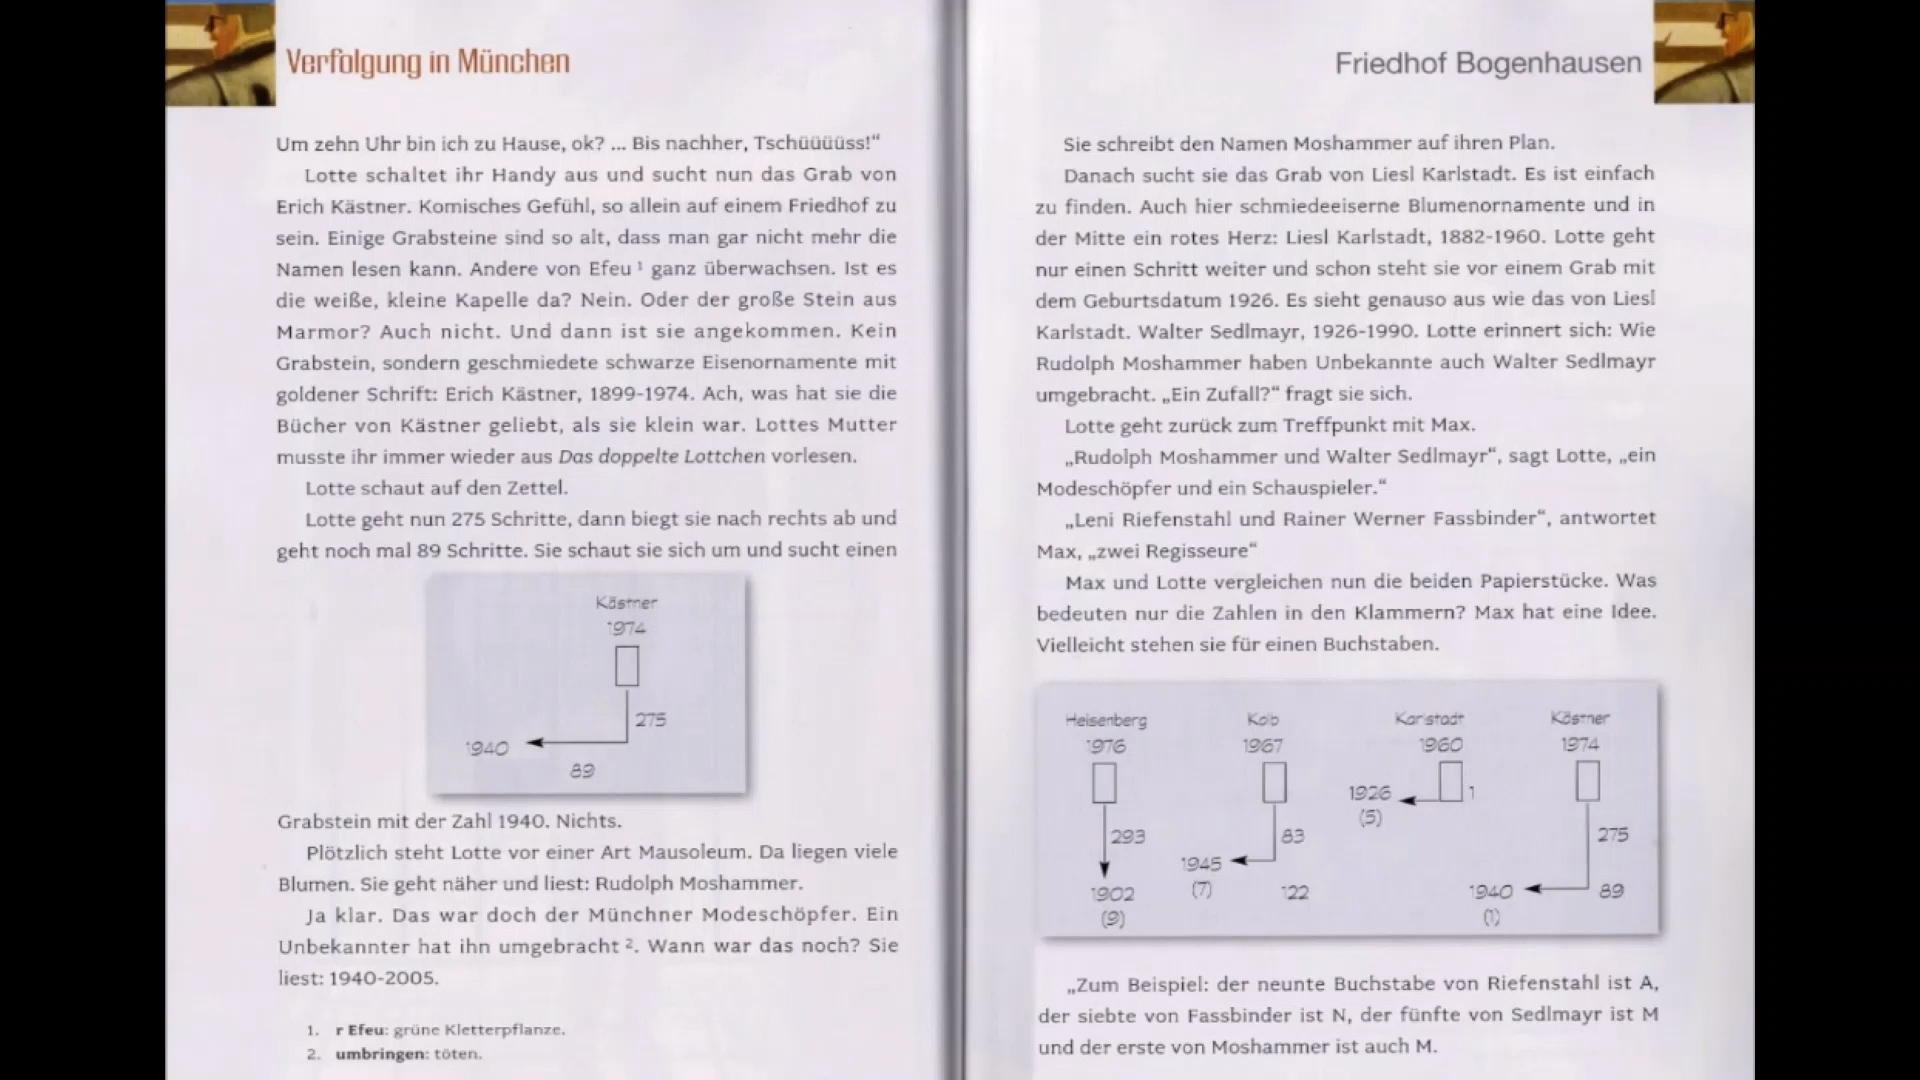 Verfolgung in München
Um zehn Uhr bin ich zu Hause, ok? ... Bis nachher, Tschüüüüss!“
Lotte schaltet ihr Handy aus und sucht nun das Grab von
Erich Kästner. Komisches Gefühl, so allein auf einem Friedhof zu
sein. Einige Grabsteine sind so alt, dass man gar nicht mehr die
Namen lesen kann. Andere von Efeu ¹ ganz überwachsen. Ist es
die weiße, kleine Kapelle da? Nein. Oder der große Stein aus
Marmor? Auch nicht. Und dann ist sie angekommen. Kein
Grabstein, sondern geschmiedete schwarze Eisenornamente mit
goldener Schrift: Erich Kästner, 1899-1974. Ach, was hat sie die
Bücher von Kästner geliebt, als sie klein war. Lottes Mutter
musste ihr immer wieder aus Das doppelte Lottchen vorlesen.
Lotte schaut auf den Zettel.
Lotte geht nun 275 Schritte, dann biegt sie nach rechts ab und
geht noch mal 89 Schritte. Sie schaut sie sich um und sucht einen
Kästner
1974
275
1940
89
Grabstein mit der Zahl 1940. Nichts.
Plötzlich steht Lotte vor einer Art Mausoleum. Da liegen viele
Blumen. Sie geht näher und liest: Rudolph Moshammer.
Ja klar. Das war doch der Münchner Modeschöpfer. Ein
Unbekannter hat ihn umgebracht ². Wann war das noch? Sie
liest: 1940-2005.
1. r Efeu: grüne Kletterpflanze.
2. umbringen: töten.
Friedhof Bogenhausen
Sie schreibt den Namen Moshammer auf ihren Plan.
Danach sucht sie das Grab von Liesl Karlstadt. Es ist einfach
zu finden. Auch hier schmiedeeiserne Blumenornamente und in
der Mitte ein rotes Herz: Liesl Karlstadt, 1882-1960. Lotte geht
nur einen Schritt weiter und schon steht sie vor einem Grab mit
dem Geburtsdatum 1926. Es sieht genauso aus wie das von Liesl
Karlstadt. Walter Sedlmayr, 1926-1990. Lotte erinnert sich: Wie
Rudolph Moshammer haben Unbekannte auch Walter Sedlmayr
umgebracht. „Ein Zufall?“ fragt sie sich.
Lotte geht zurück zum Treffpunkt mit Max.
„Rudolph Moshammer und Walter Sedlmayr“, sagt Lotte, „ein
Modeschöpfer und ein Schauspieler.“
„Leni Riefenstahl und Rainer Werner Fassbinder“, antwortet
Max, „zwei Regisseure“
Max und Lotte vergleichen nun die beiden Papierstücke. Was
bedeuten nur die Zahlen in den Klammern? Max hat eine Idee.
Vielleicht stehen sie für einen Buchstaben.
Heisenberg Kolb Karlstadt Kästner
1976 1967 1960 1974
1926 1
(5)
293 83 275
1945
1902 (7) 122 1940 89
(9) (1)
„Zum Beispiel: der neunte Buchstabe von Riefenstahl ist A,
der siebte von Fassbinder ist N, der fünfte von Sedlmayr ist M
und der erste von Moshammer ist auch M.